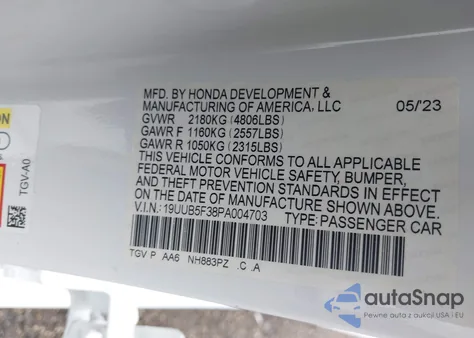 MFD. BY HONDA DEVELOPMENT &
MANUFACTURING OF AMERICA, LLC 05/'23
GVWR 2180KG (4806LBS)
GAWR F 1160KG (2557LBS)
GAWR R 1050KG (2315LBS)
THIS VEHICLE CONFORMS TO ALL APPLICABLE
FEDERAL MOTOR VEHICLE SAFETY, BUMPER,
AND THEFT PREVENTION STANDARDS IN EFFECT
ON THE DATE OF MANUFACTURE SHOWN ABOVE.
V.I.N.: 19UUB5F38PA004703 TYPE: PASSENGER CAR
TGV P AA6 NH883PZ .C .A
TGV-A0
autoSnap
Pewne auta z ubezpieczalni USA i EU